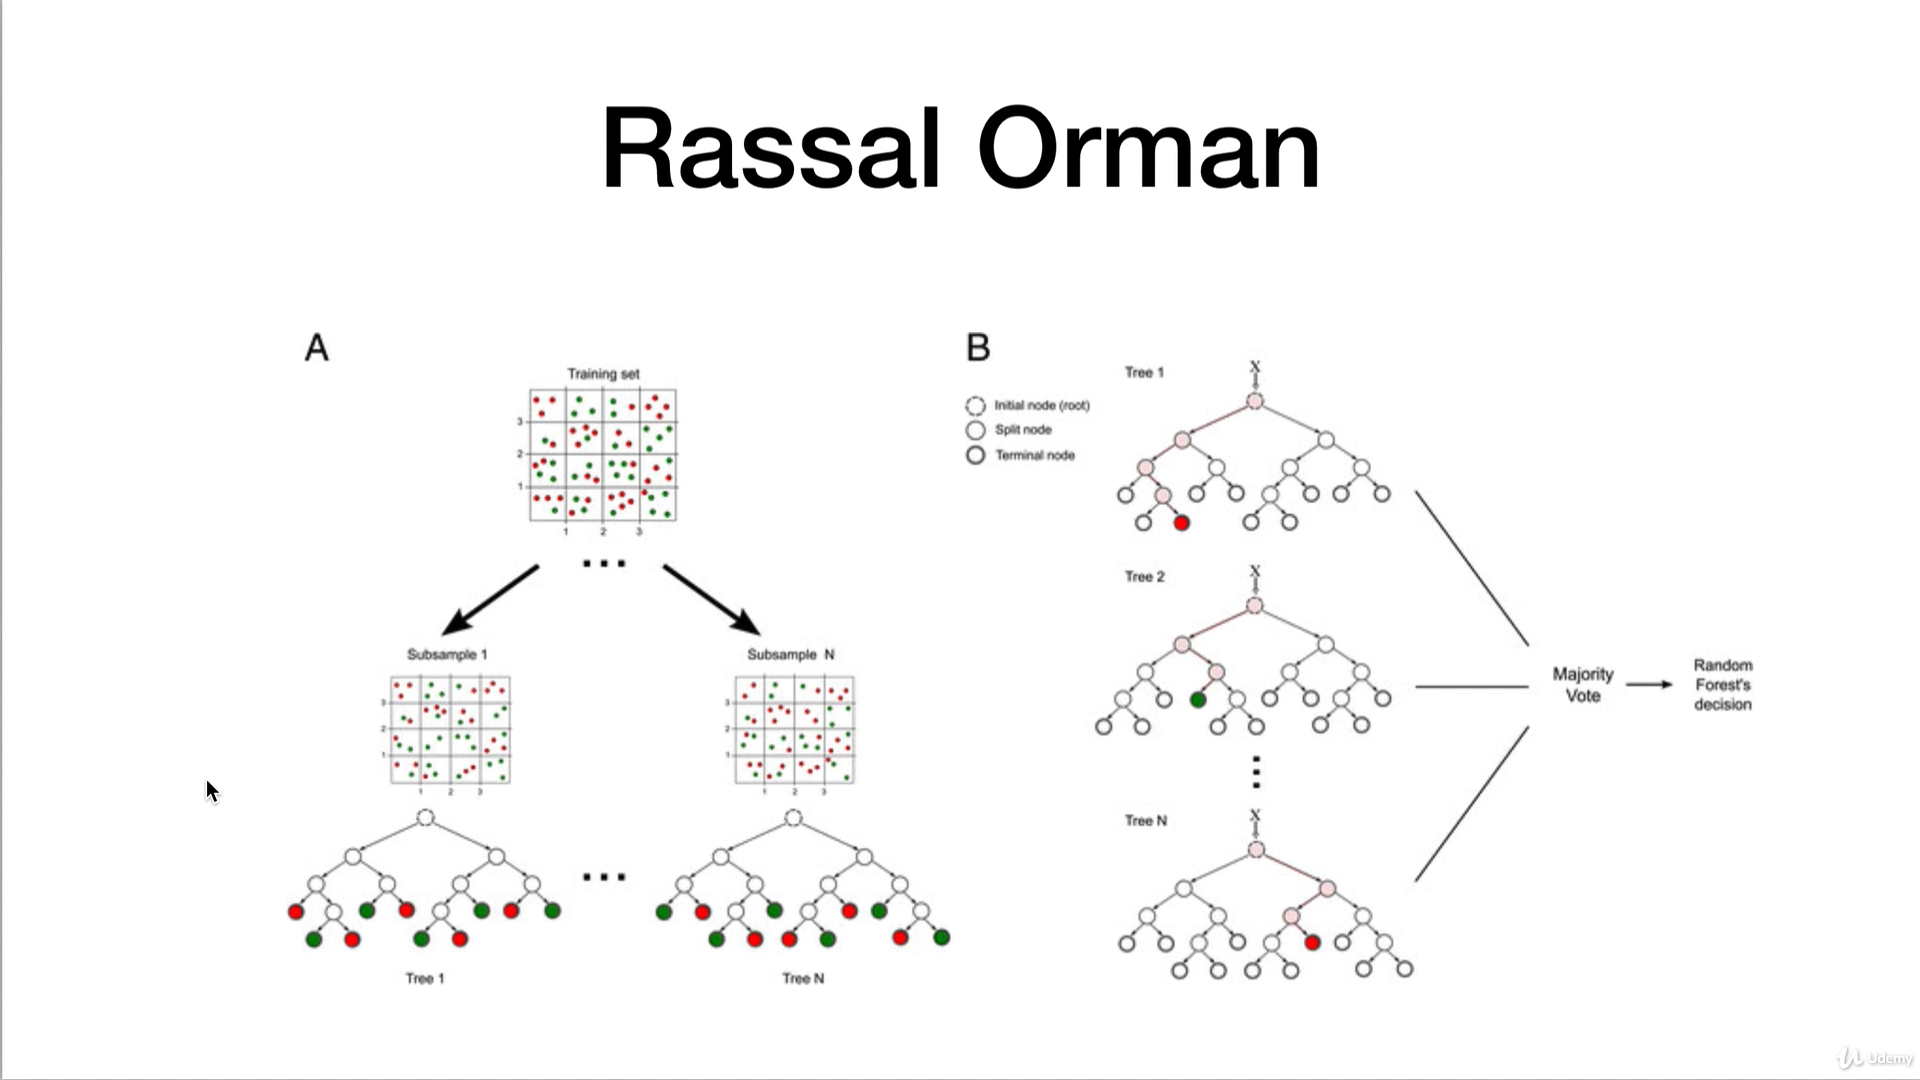 Rassal Orman
A
Training set
3
2
1
1 2 3
Subsample 1
3
2
1
1 2 3
Subsample N
3
2
1
1 2 3
Tree 1
Tree N
B
Initial node (root)
Split node
Terminal node
Tree 1
X
Tree 2
X
Tree N
X
Majority
Vote
Random
Forest's
decision
Udemy